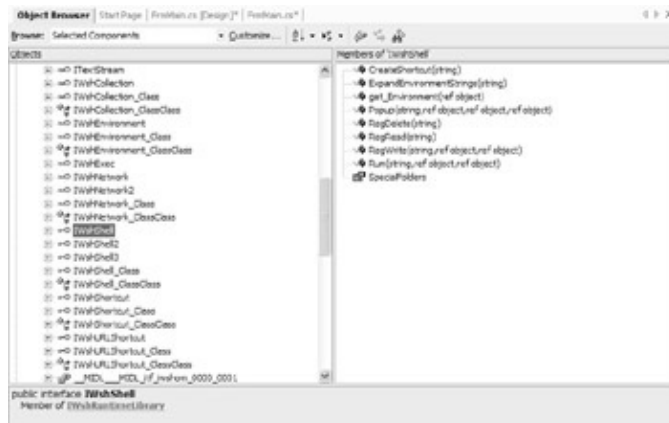 Object Browser | Start Page | FrmMain.cs [Design]* | FrmMain.cs*
Browse: Selected Components Customize...
Objects
ITextStream
IWshCollection
IWshCollection_Class
IWshCollection_ClassClass
IWshEnvironment
IWshEnvironment_Class
IWshEnvironment_ClassClass
IWshExec
IWshNetwork
IWshNetwork2
IWshNetwork_Class
IWshNetwork_ClassClass
IWshShell
IWshShell2
IWshShell3
IWshShell_Class
IWshShell_ClassClass
IWshShortcut
IWshShortcut_Class
IWshShortcut_ClassClass
IWshURLShortcut
IWshURLShortcut_Class
IWshURLShortcut_ClassClass
__MIDL___MIDL_itf_iwshom_0000_0001
Members of 'IWshShell'
CreateShortcut(string)
ExpandEnvironmentStrings(string)
get_Environment(ref object)
Popup(string,ref object,ref object,ref object)
RegDelete(string)
RegRead(string)
RegWrite(string,ref object,ref object)
Run(string,ref object,ref object)
SpecialFolders
public interface IWshShell
Member of IWshRuntimeLibrary